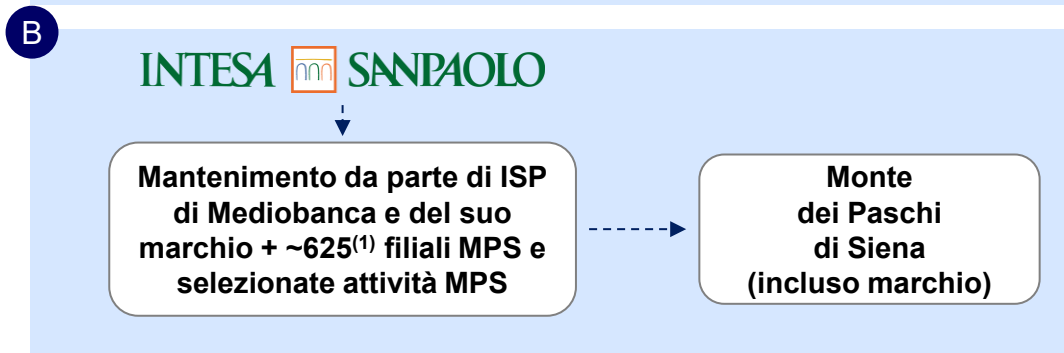 B
INTESA SANPAOLO
Mantenimento da parte di ISP
di Mediobanca e del suo
marchio + ~625(1) filiali MPS e
selezionate attività MPS
Monte
dei Paschi
di Siena
(incluso marchio)